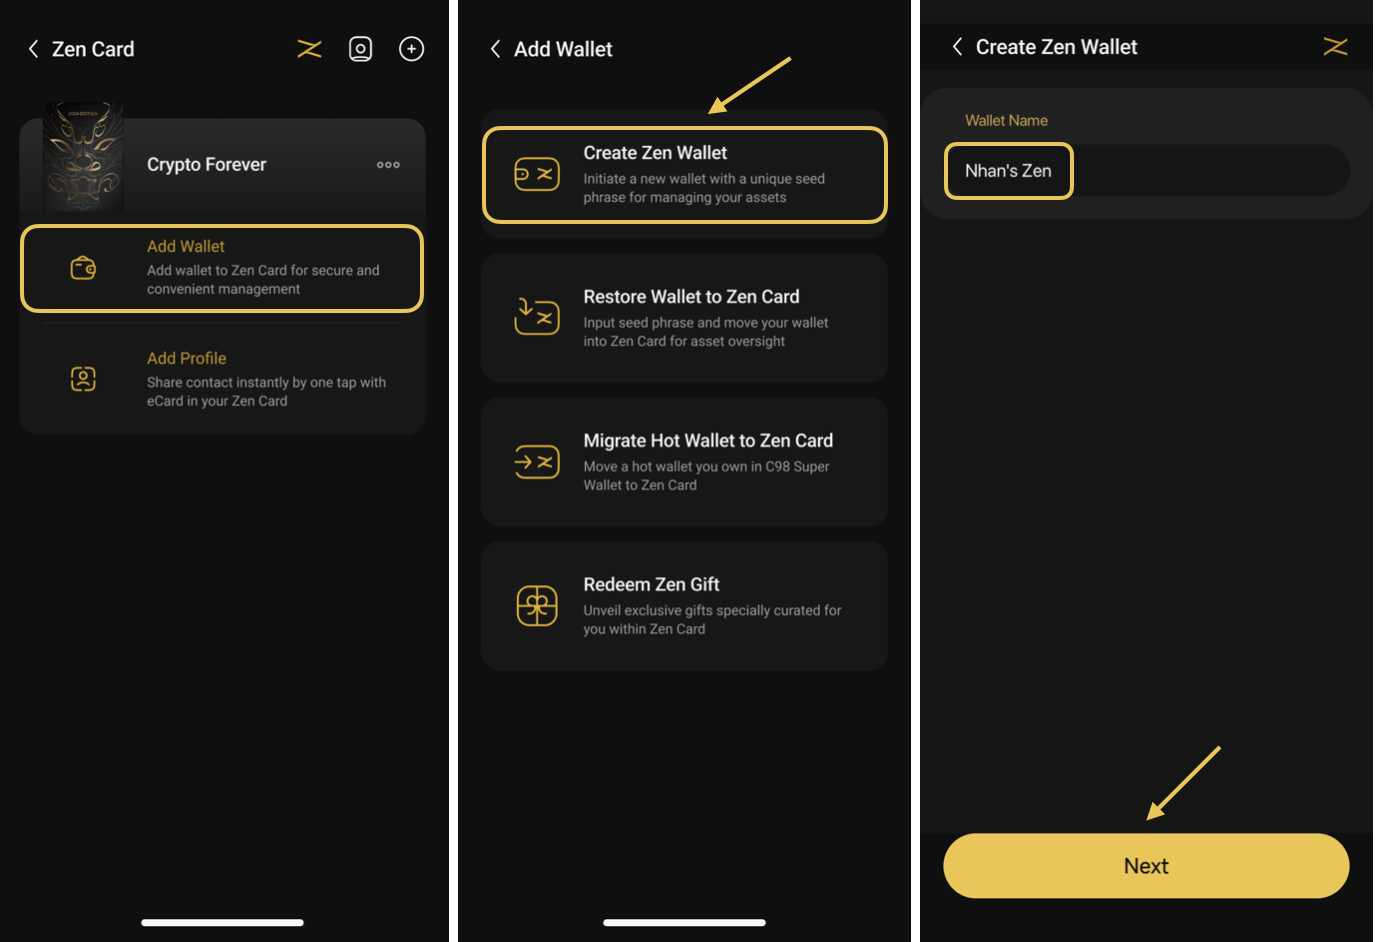 Zen Card
2024 EDITION
Crypto Forever
Add Wallet
Add wallet to Zen Card for secure and
convenient management
Add Profile
Share contact instantly by one tap with
eCard in your Zen Card
Add Wallet
Create Zen Wallet
Initiate a new wallet with a unique seed
phrase for managing your assets
Restore Wallet to Zen Card
Input seed phrase and move your wallet
into Zen Card for asset oversight
Migrate Hot Wallet to Zen Card
Move a hot wallet you own in C98 Super
Wallet to Zen Card
Redeem Zen Gift
Unveil exclusive gifts specially curated for
you within Zen Card
Create Zen Wallet
Wallet Name
Nhan's Zen
Next